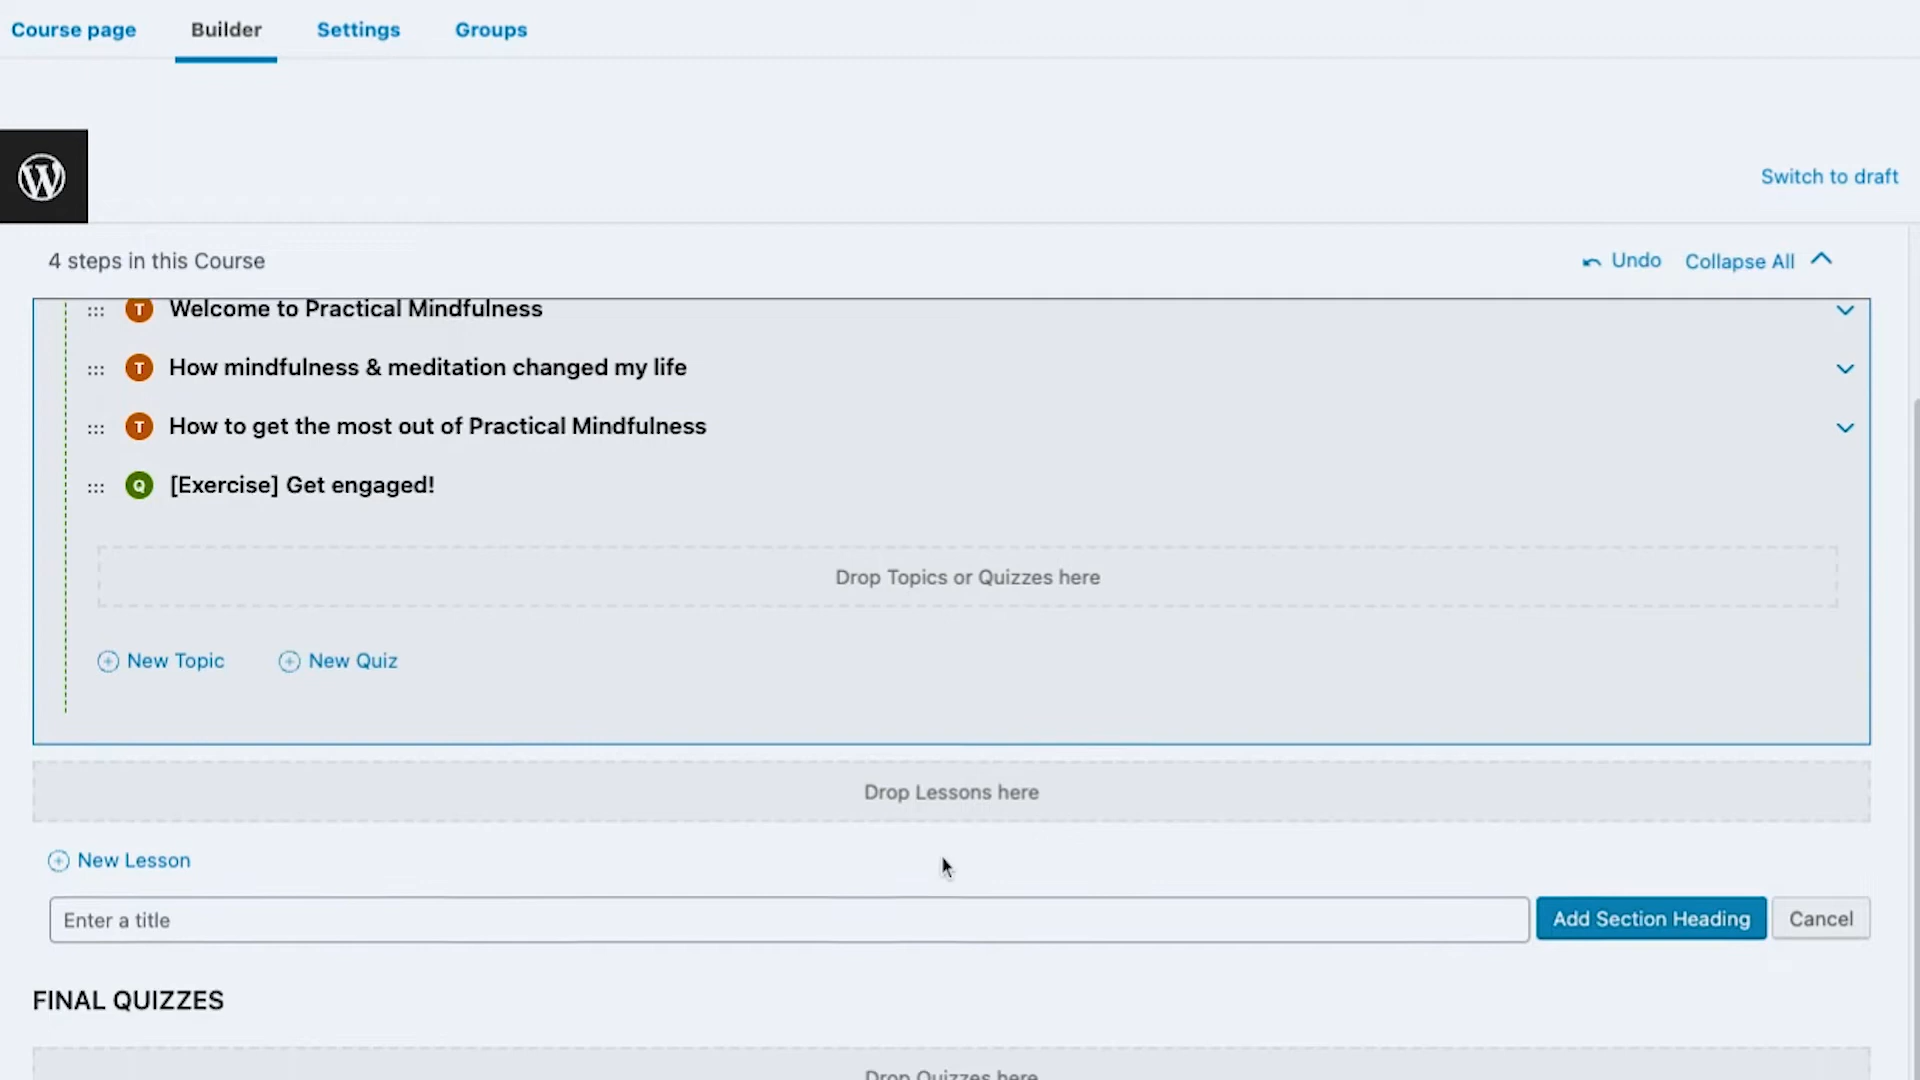 Course page
Builder
Settings
Groups
Switch to draft
4 steps in this Course
Undo
Collapse All
T Welcome to Practical Mindfulness
T How mindfulness & meditation changed my life
T How to get the most out of Practical Mindfulness
Q [Exercise] Get engaged!
Drop Topics or Quizzes here
New Topic
New Quiz
Drop Lessons here
New Lesson
Enter a title
Add Section Heading
Cancel
FINAL QUIZZES
Drop Quizzes here